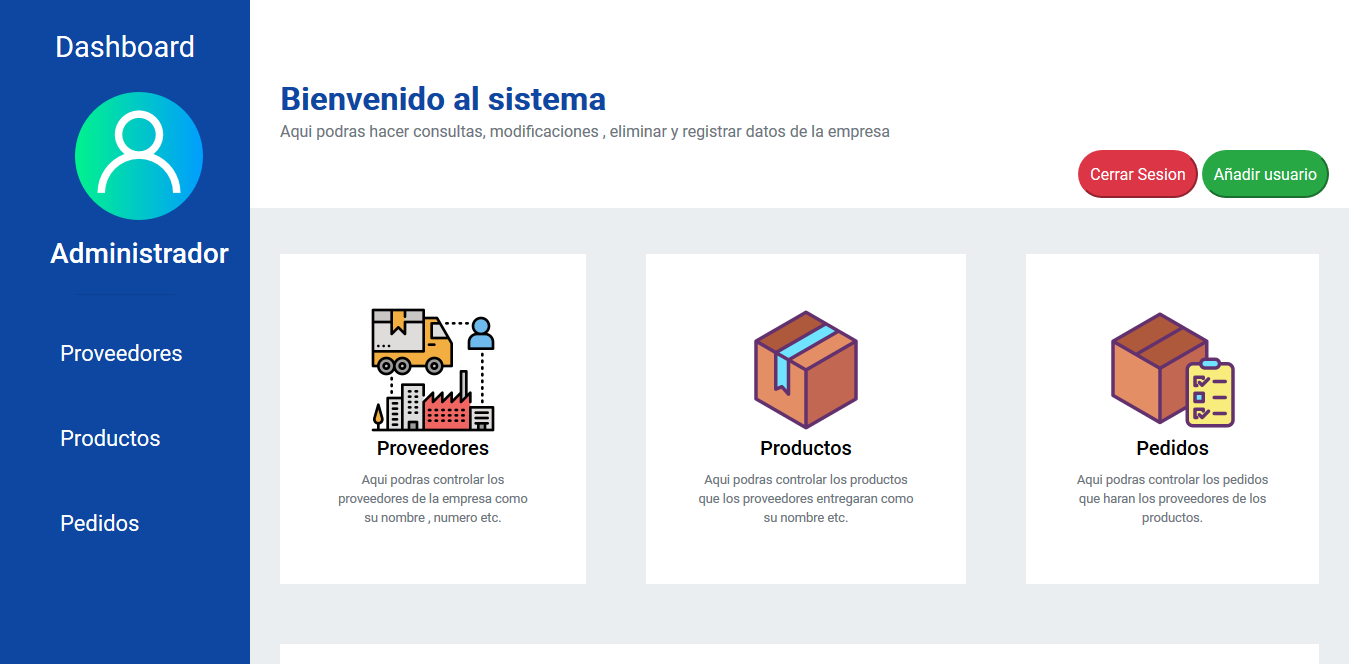 Dashboard
Administrador
Proveedores
Productos
Pedidos
Bienvenido al sistema
Aqui podras hacer consultas, modificaciones , eliminar y registrar datos de la empresa
Cerrar Sesion
Añadir usuario
Proveedores
Aqui podras controlar los
proveedores de la empresa como
su nombre , numero etc.
Productos
Aqui podras controlar los productos
que los proveedores entregaran como
su nombre etc.
Pedidos
Aqui podras controlar los pedidos
que haran los proveedores de los
productos.